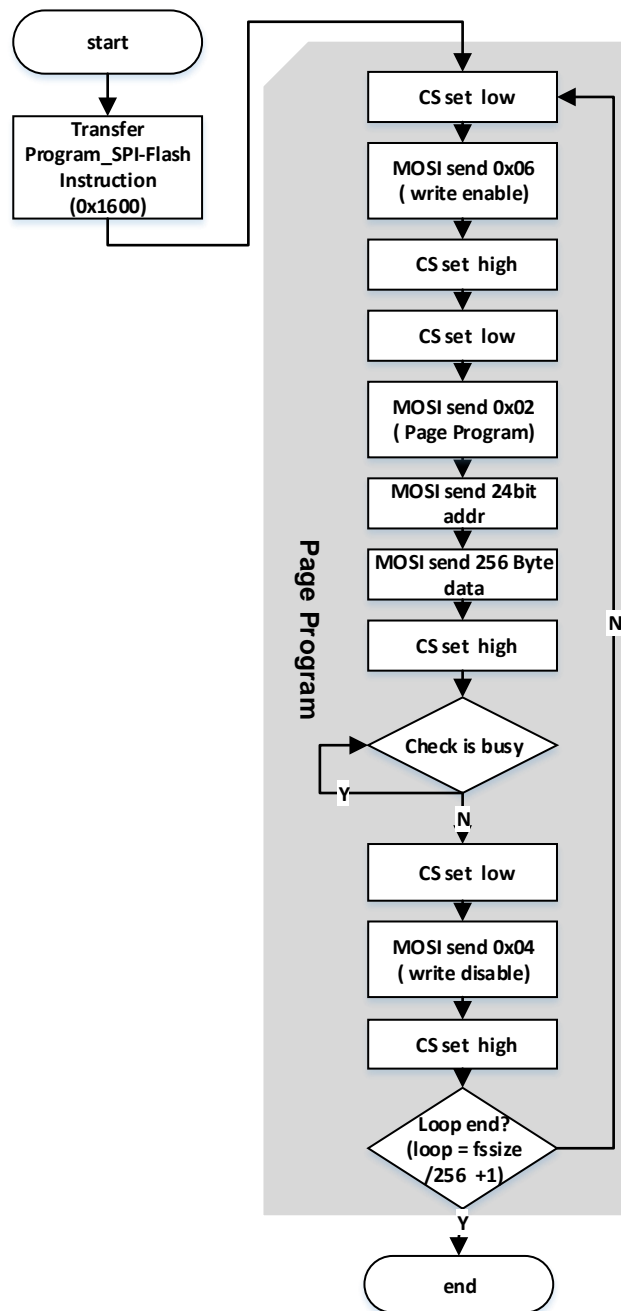 start
Transfer
Program_SPI-Flash
Instruction
(0x1600)
CS set low
MOSI send 0x06
( write enable)
CS set high
CS set low
MOSI send 0x02
( Page Program)
MOSI send 24bit
addr
MOSI send 256 Byte
data
CS set high
Page Program
Check is busy
Y
N
CS set low
MOSI send 0x04
( write disable)
CS set high
Loop end?
(loop = fssize
/256 +1)
N
Y
end